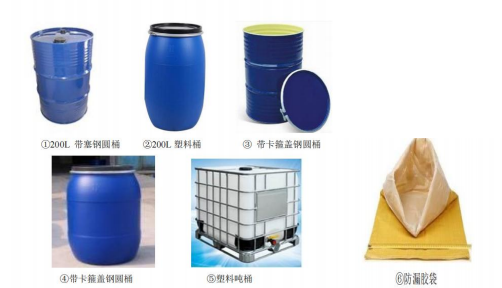 ①200L 带塞钢圆桶
②200L 塑料桶
③ 带卡箍盖钢圆桶
④带卡箍盖钢圆桶
⑤塑料吨桶
⑥防漏胶袋